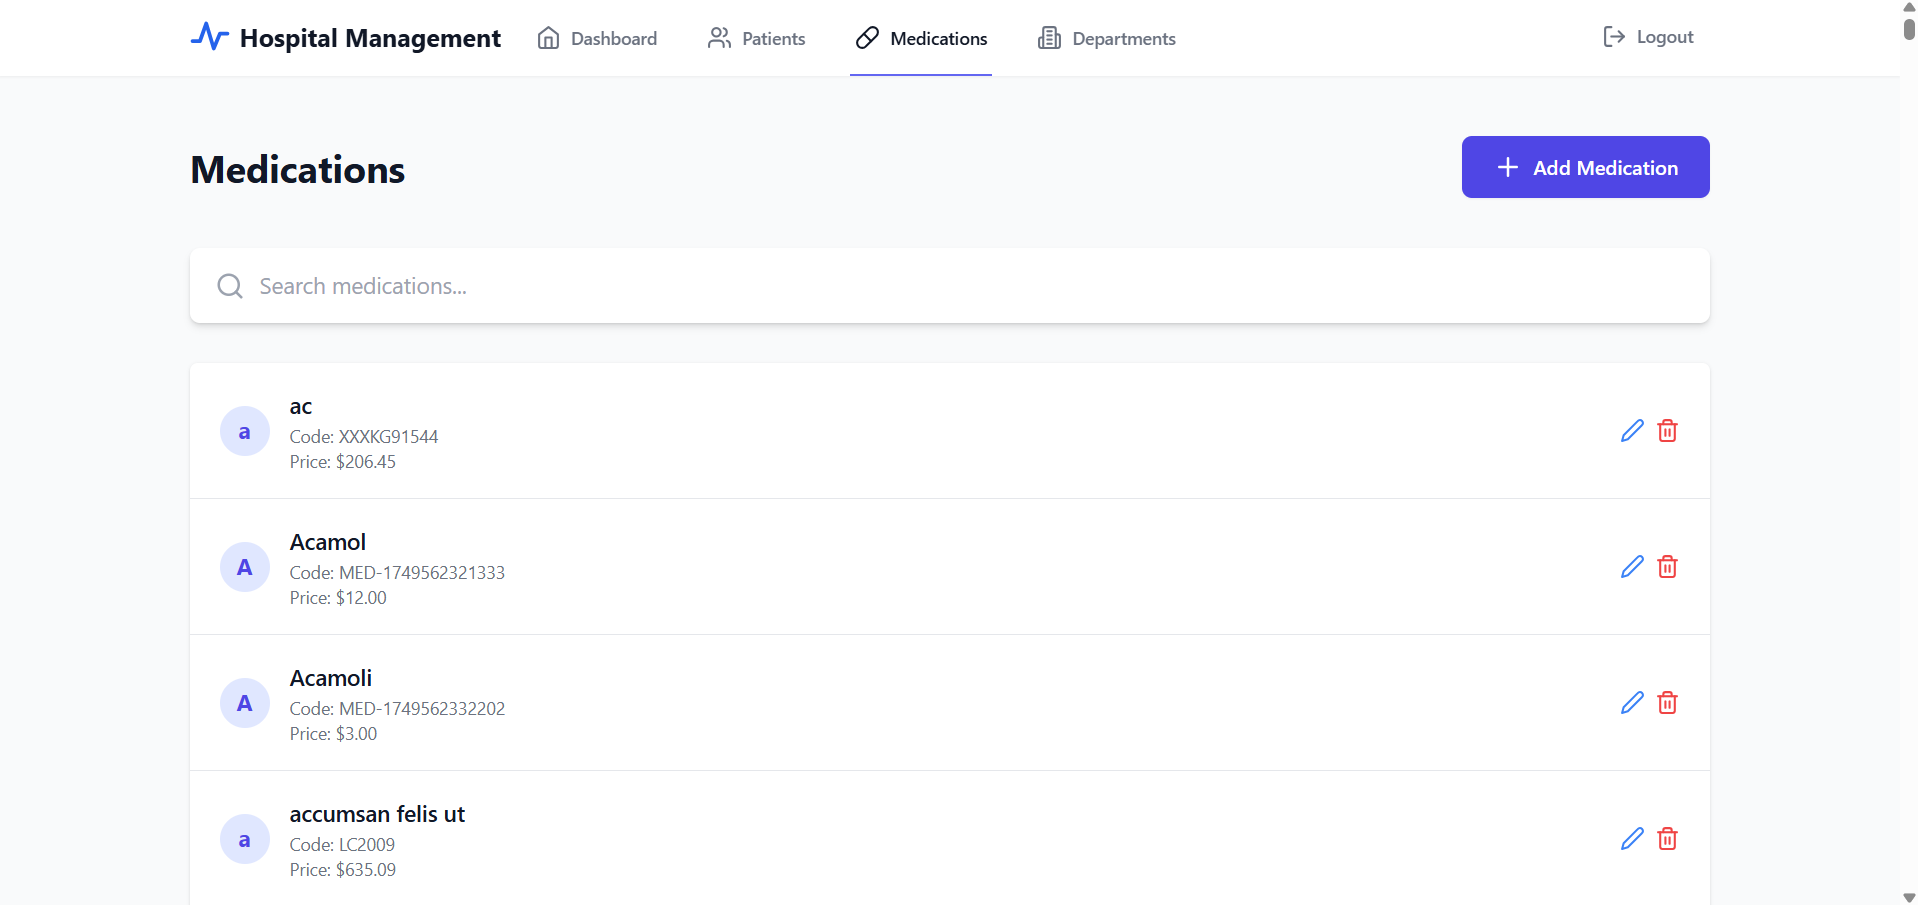 Hospital Management
Dashboard
Patients
Medications
Departments
Logout
Medications
Add Medication
Search medications...
a
ac
Code: XXXKG91544
Price: $206.45
A
Acamol
Code: MED-1749562321333
Price: $12.00
A
Acamoli
Code: MED-1749562332202
Price: $3.00
a
accumsan felis ut
Code: LC2009
Price: $635.09